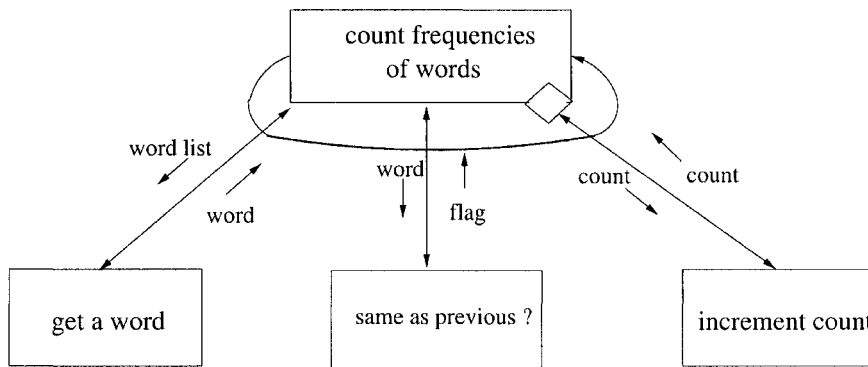 count frequencies
of words
word list
word
word
flag
count
count
get a word
same as previous ?
increment count